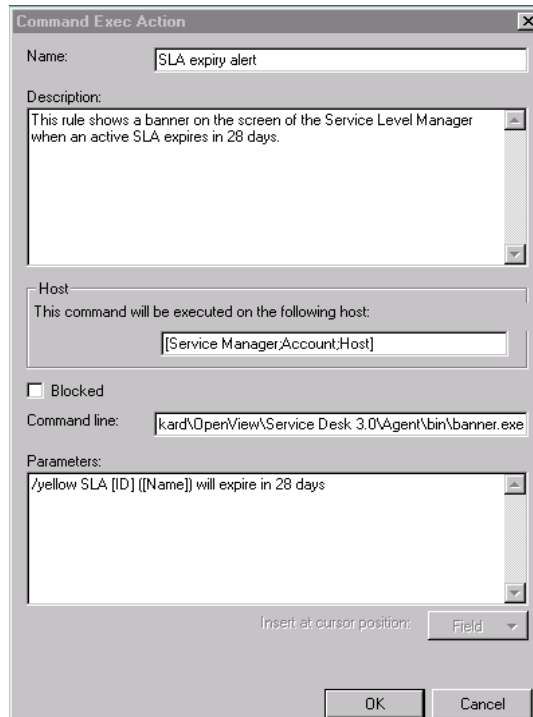 Command Exec Action
Name:
SLA expiry alert
Description:
This rule shows a banner on the screen of the Service Level Manager
when an active SLA expires in 28 days.
Host
This command will be executed on the following host:
[Service Manager;Account;Host]
Blocked
Command line:
kard\OpenView\Service Desk 3.0\Agent\bin\banner.exe
Parameters:
/yellow SLA [ID] ([Name]) will expire in 28 days
Insert at cursor position:
Field
OK
Cancel